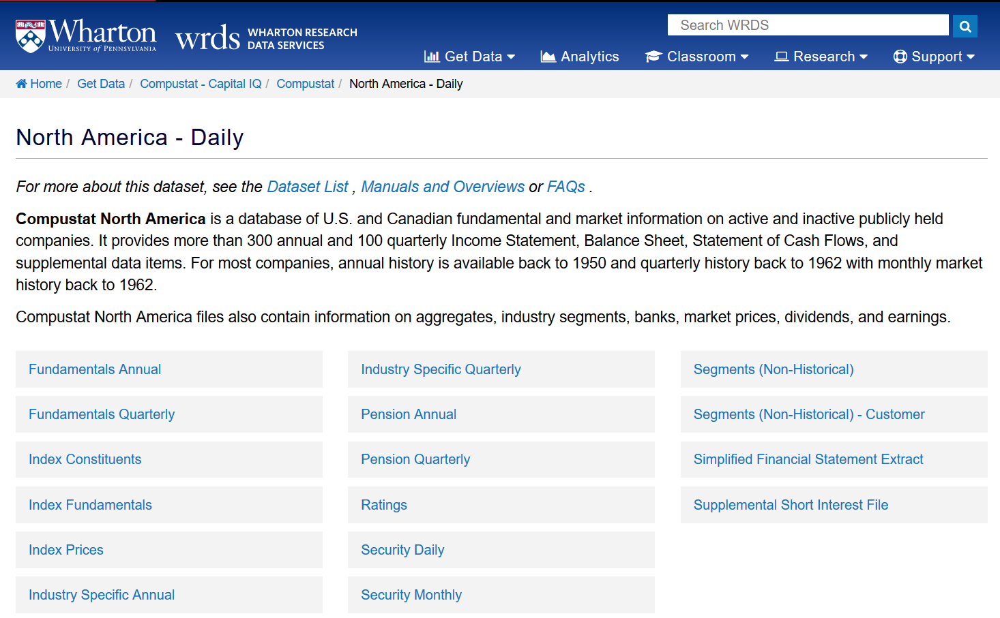 Wharton
UNIVERSITY of PENNSYLVANIA
wrds
WHARTON RESEARCH
DATA SERVICES
Search WRDS
Get Data
Analytics
Classroom
Research
Support
Home / Get Data / Compustat - Capital IQ / Compustat / North America - Daily
North America - Daily
For more about this dataset, see the Dataset List , Manuals and Overviews or FAQs .
Compustat North America is a database of U.S. and Canadian fundamental and market information on active and inactive publicly held
companies. It provides more than 300 annual and 100 quarterly Income Statement, Balance Sheet, Statement of Cash Flows, and
supplemental data items. For most companies, annual history is available back to 1950 and quarterly history back to 1962 with monthly market
history back to 1962.
Compustat North America files also contain information on aggregates, industry segments, banks, market prices, dividends, and earnings.
Fundamentals Annual
Fundamentals Quarterly
Index Constituents
Index Fundamentals
Index Prices
Industry Specific Annual
Industry Specific Quarterly
Pension Annual
Pension Quarterly
Ratings
Security Daily
Security Monthly
Segments (Non-Historical)
Segments (Non-Historical) - Customer
Simplified Financial Statement Extract
Supplemental Short Interest File